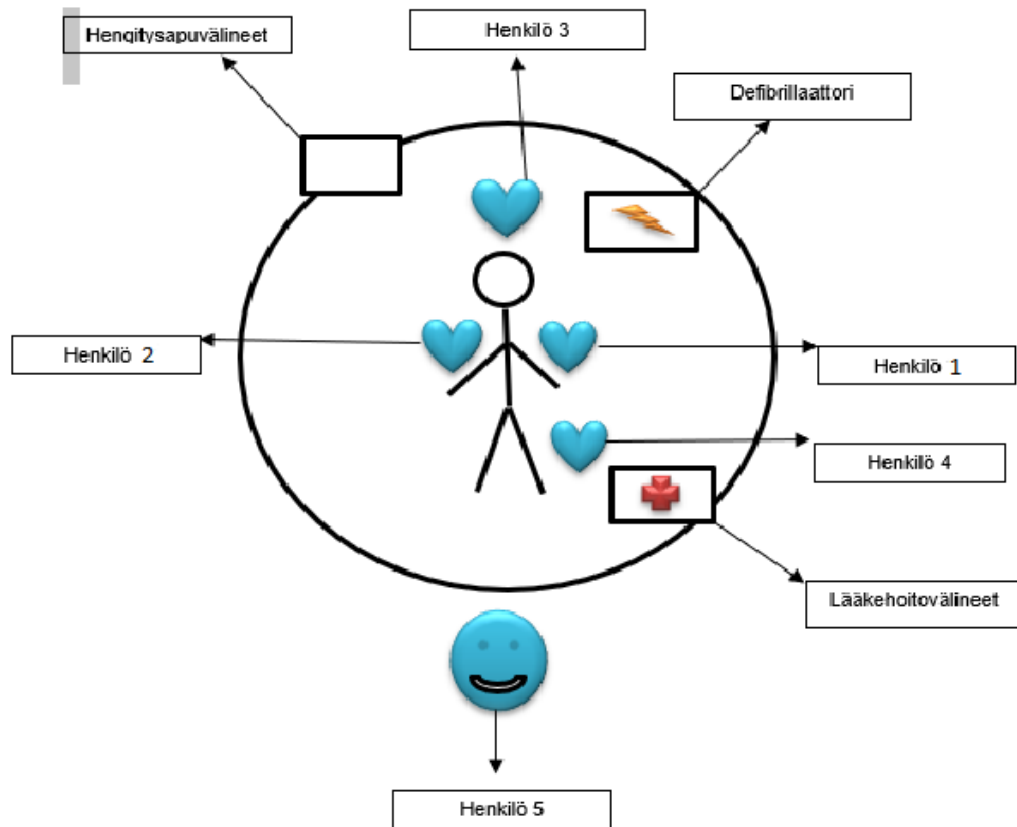 Henkilö 3
Hengitysapuvälineet
Defibrillaattori
Henkilö 2
Henkilö 1
Henkilö 4
Lääkehoitovälineet
Henkilö 5